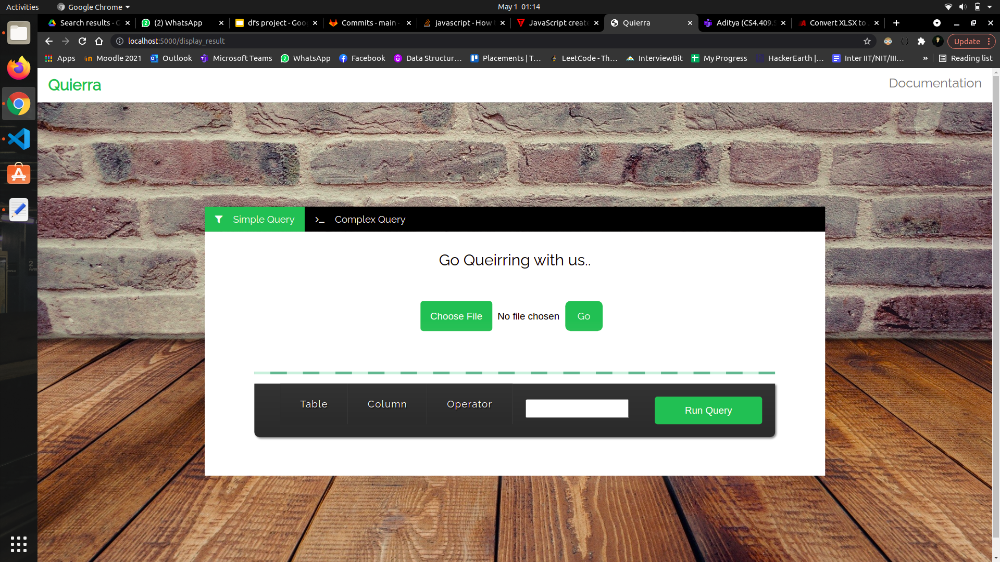 Activities
Google Chrome
May 1 01:14
Search results - G
(2) WhatsApp
dfs project - Goo
Commits · main ·
javascript - How
JavaScript create
Quierra
Aditya (CS4.409.S
Convert XLSX to
localhost:5000/display_result
Update
Apps
Moodle 2021
Outlook
Microsoft Teams
WhatsApp
Facebook
Data Structur...
Placements | T...
LeetCode - Th...
InterviewBit
My Progress
HackerEarth |...
Inter IIT/NIT/III...
»
Reading list
Quierra
Documentation
Simple Query
Complex Query
Go Queirring with us..
Choose File
No file chosen
Go
Table
Column
Operator
Run Query